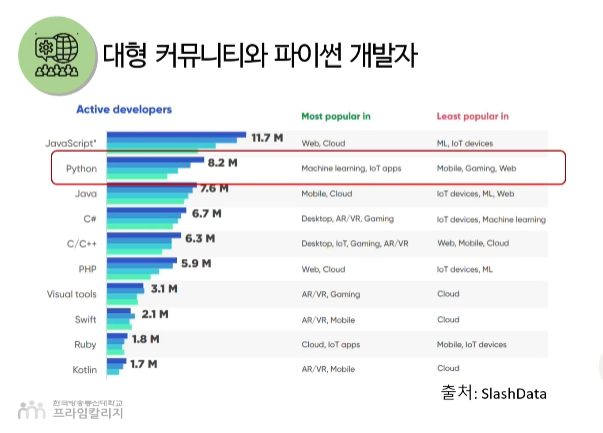 대형 커뮤니티와 파이썬 개발자
Active developers
Most popular in
Least popular in
JavaScript* 11.7 M Web, Cloud ML, IoT devices
Python 8.2 M Machine learning, IoT apps Mobile, Gaming, Web
Java 7.6 M Mobile, Cloud IoT devices, ML, Web
C# 6.7 M Desktop, AR/VR, Gaming IoT devices, Machine learning
C/C++ 6.3 M Desktop, IoT, Gaming, AR/VR Web, Mobile, Cloud
PHP 5.9 M Web, Cloud IoT devices, ML
Visual tools 3.1 M AR/VR, Gaming Cloud
Swift 2.1 M AR/VR, Mobile Cloud
Ruby 1.8 M Cloud, IoT apps Mobile, IoT devices
Kotlin 1.7 M AR/VR, Mobile Cloud
출처: SlashData
한국방송통신대학교
프라임칼리지